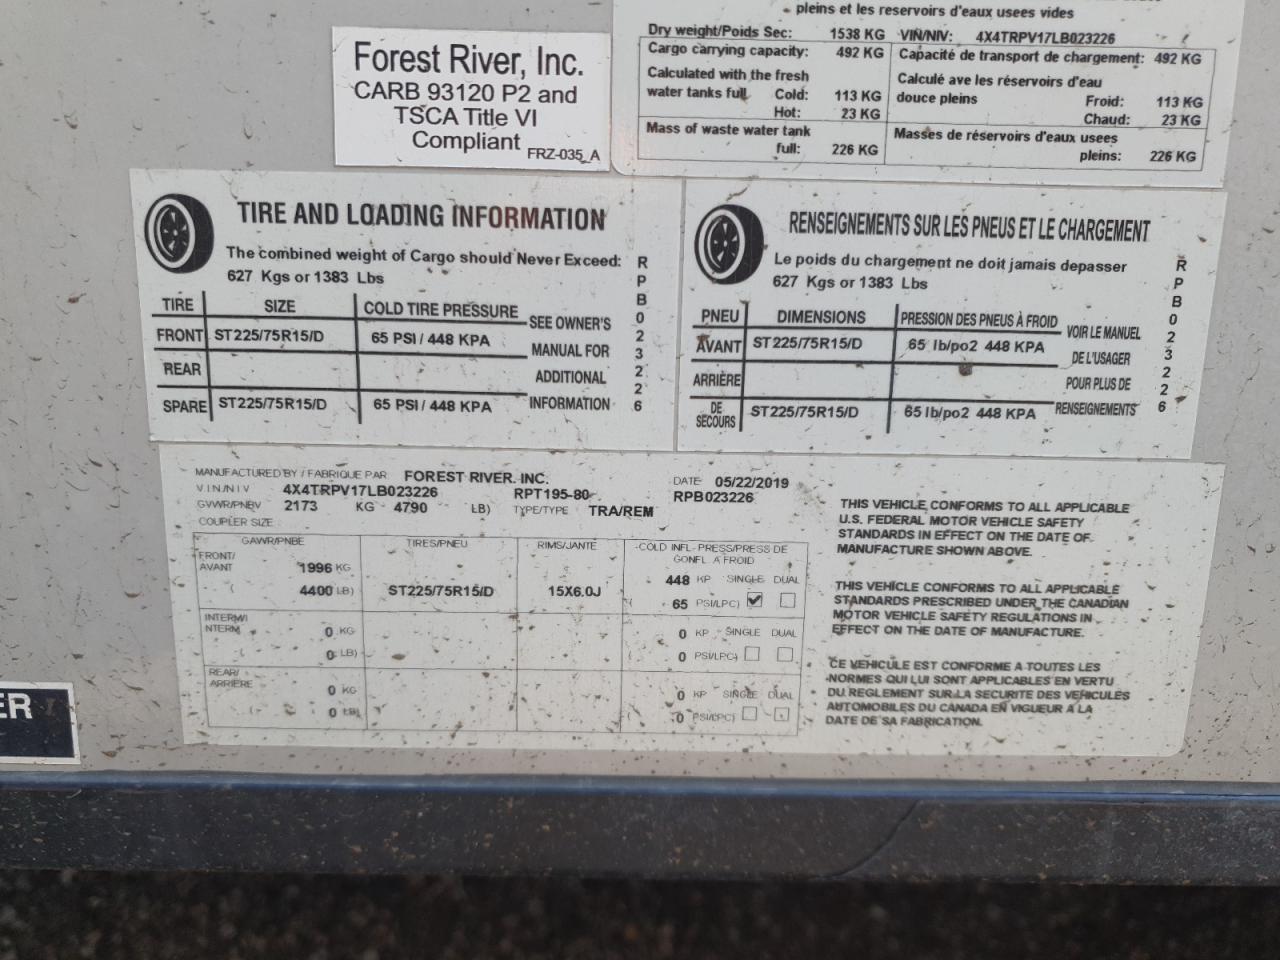 pleins et les reservoirs d'eau usees vides
Dry weight/Poids Sec: 1538 KG VIN/NIV: 4X4TRPV17LB023226
Cargo carrying capacity: 492 KG
Calculated with the fresh
water tanks full Cold: 113 KG
Hot: 23 KG
Mass of waste water tank
full: 226 KG
Capacité de transport de chargement: 492 KG
Calculé ave les réservoirs d'eau
douce pleins Froid: 113 KG
Chaud: 23 KG
Masses de réservoirs d'eaux usees
pleins: 226 KG
Forest River, Inc.
CARB 93120 P2 and
TSCA Title VI
Compliant
FRZ-035_A
TIRE AND LOADING INFORMATION
The combined weight of Cargo should Never Exceed:
627 Kgs or 1383 Lbs
TIRE SIZE COLD TIRE PRESSURE
FRONT ST225/75R15/D 65 PSI / 448 KPA
REAR
SPARE ST225/75R15/D 65 PSI / 448 KPA
SEE OWNER'S
MANUAL FOR
ADDITIONAL
INFORMATION
RPB023226
RENSEIGNEMENTS SUR LES PNEUS ET LE CHARGEMENT
Le poids du chargement ne doit jamais depasser
627 Kgs or 1383 Lbs
PNEU DIMENSIONS PRESSION DES PNEUS À FROID
AVANT ST225/75R15/D 65 lb/po2 448 KPA
ARRIÈRE
DE
SECOURS ST225/75R15/D 65 lb/po2 448 KPA
VOIR LE MANUEL
DE L'USAGER
POUR PLUS DE
RENSEIGNEMENTS
RPB023226
MANUFACTURED BY / FABRIQUE PAR FOREST RIVER, INC. DATE 05/22/2019
VIN/NIV 4X4TRPV17LB023226 RPT195-80 RPB023226
GVWR/PNBV 2173 KG 4790 LB) TYPE/TYPE TRA/REM
COUPLER SIZE
GAWR/PNBE TIRES/PNEU RIMS/JANTE COLD INFL-PRESS/PRESS DE
GONFL A FROID
FRONT/
AVANT 1996 KG 448 KP SINGLE DUAL
( 4400 LB) ST225/75R15/D 15X6.0J ( 65 PSI/LPC)
INTERM/
INTERM 0 KG 0 KP SINGLE DUAL
( 0 LB) ( 0 PSI/LPC)
REAR/
ARRIERE 0 KG 0 KP SINGLE DUAL
( 0 LB) ( 0 PSI/LPC)
THIS VEHICLE CONFORMS TO ALL APPLICABLE
U.S. FEDERAL MOTOR VEHICLE SAFETY
STANDARDS IN EFFECT ON THE DATE OF
MANUFACTURE SHOWN ABOVE.
THIS VEHICLE CONFORMS TO ALL APPLICABLE
STANDARDS PRESCRIBED UNDER THE CANADIAN
MOTOR VEHICLE SAFETY REGULATIONS IN
EFFECT ON THE DATE OF MANUFACTURE.
CE VEHICULE EST CONFORME A TOUTES LES
NORMES QUI LUI SONT APPLICABLES EN VERTU
DU REGLEMENT SUR LA SECURITE DES VEHICULES
AUTOMOBILES DU CANADA EN VIGUEUR A LA
DATE DE SA FABRICATION.
ER